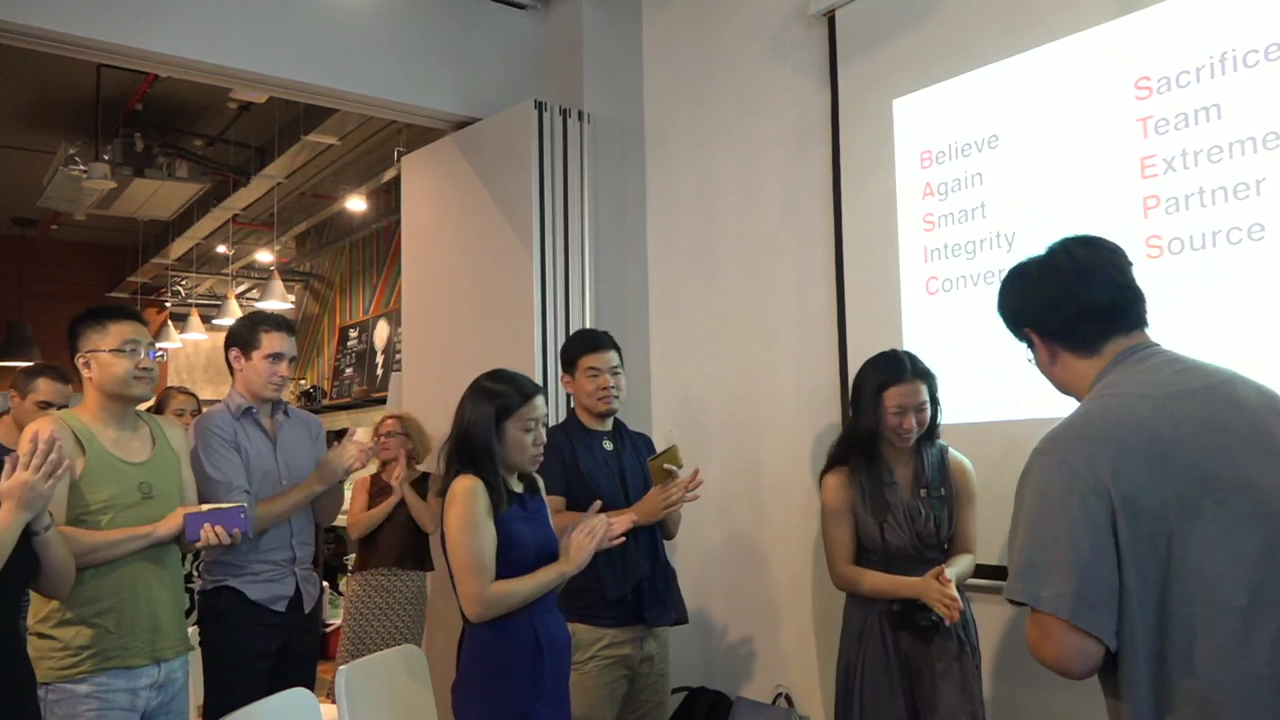 Believe
Again
Smart
Integrity
Sacrifice
Team
Extreme
Partner
Source